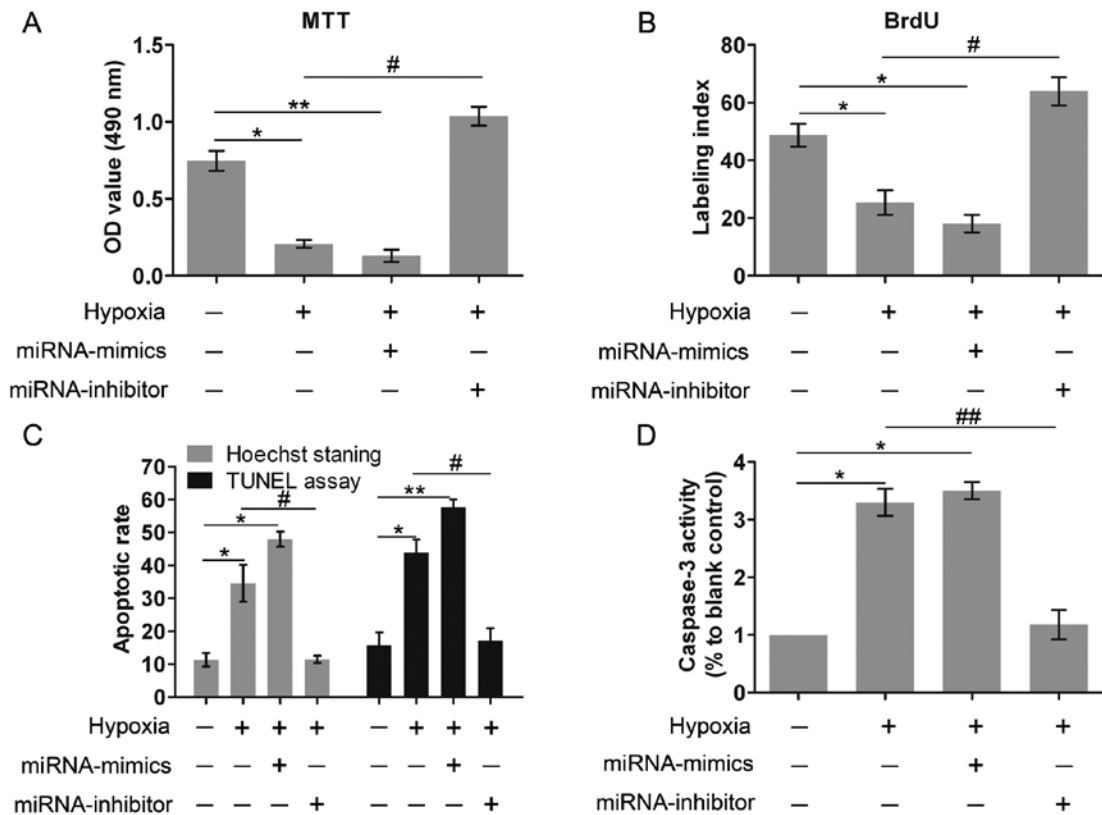 A
MTT
1.5
1.0
0.5
0.0
OD value (490 nm)
*
**
#
Hypoxia — + + +
miRNA-mimics — — + —
miRNA-inhibitor — — — +
B
BrdU
80
60
40
20
0
Labeling index
*
*
#
Hypoxia — + + +
miRNA-mimics — — + —
miRNA-inhibitor — — — +
C
Hoechst staning
TUNEL assay
70
60
50
40
30
20
10
0
Apoptotic rate
*
*
#
*
**
#
Hypoxia — + + + — + + +
miRNA-mimics — — + — — — + —
miRNA-inhibitor — — — + — — — +
D
4
3
2
1
0
Caspase-3 activity
(% to blank control)
*
*
##
Hypoxia — + + +
miRNA-mimics — — + —
miRNA-inhibitor — — — +